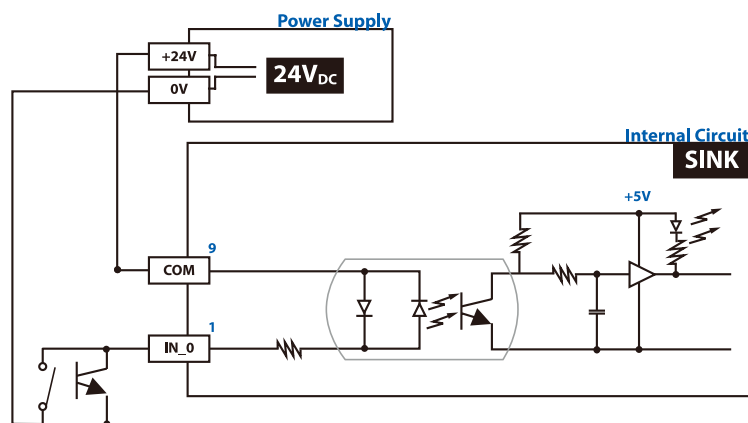 Power Supply
+24V
24VDC
0V
Internal Circuit
SINK
+5V
9
COM
1
IN_0